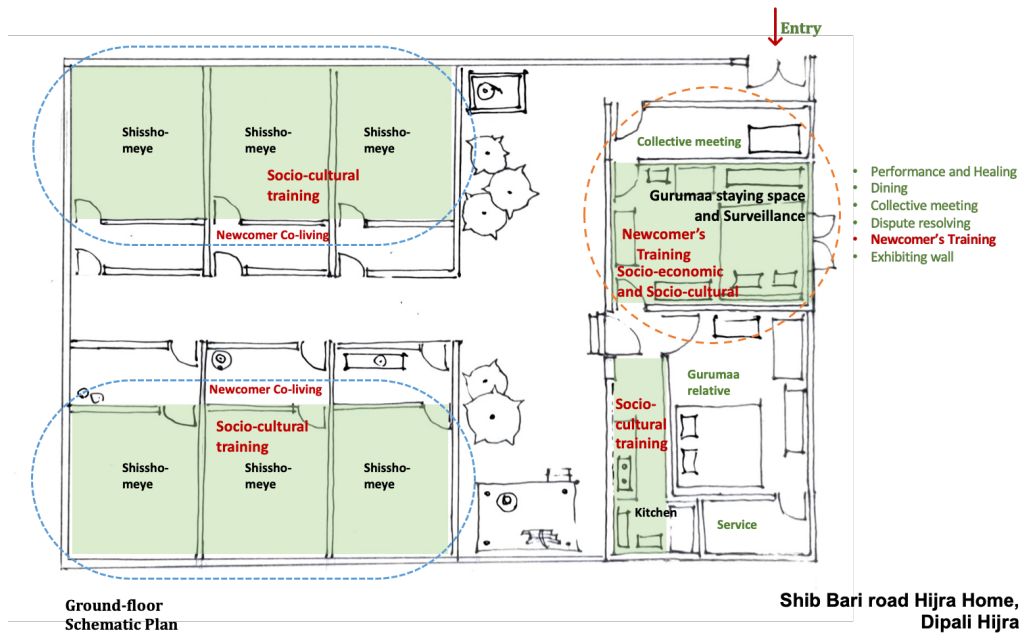 Entry
Shissho-
meye
Shissho-
meye
Shissho-
meye
Socio-cultural
training
Newcomer Co-living
Collective meeting
Gurumaa staying space
and Surveillance
Newcomer's
Training
Socio-economic
and Socio-cultural
• Performance and Healing
• Dining
• Collective meeting
• Dispute resolving
• Newcomer's Training
• Exhibiting wall
Newcomer Co-living
Socio-cultural
training
Shissho-
meye
Shissho-
meye
Shissho-
meye
Gurumaa
relative
Socio-
cultural
training
Kitchen
Service
Ground-floor
Schematic Plan
Shib Bari road Hijra Home,
Dipali Hijra